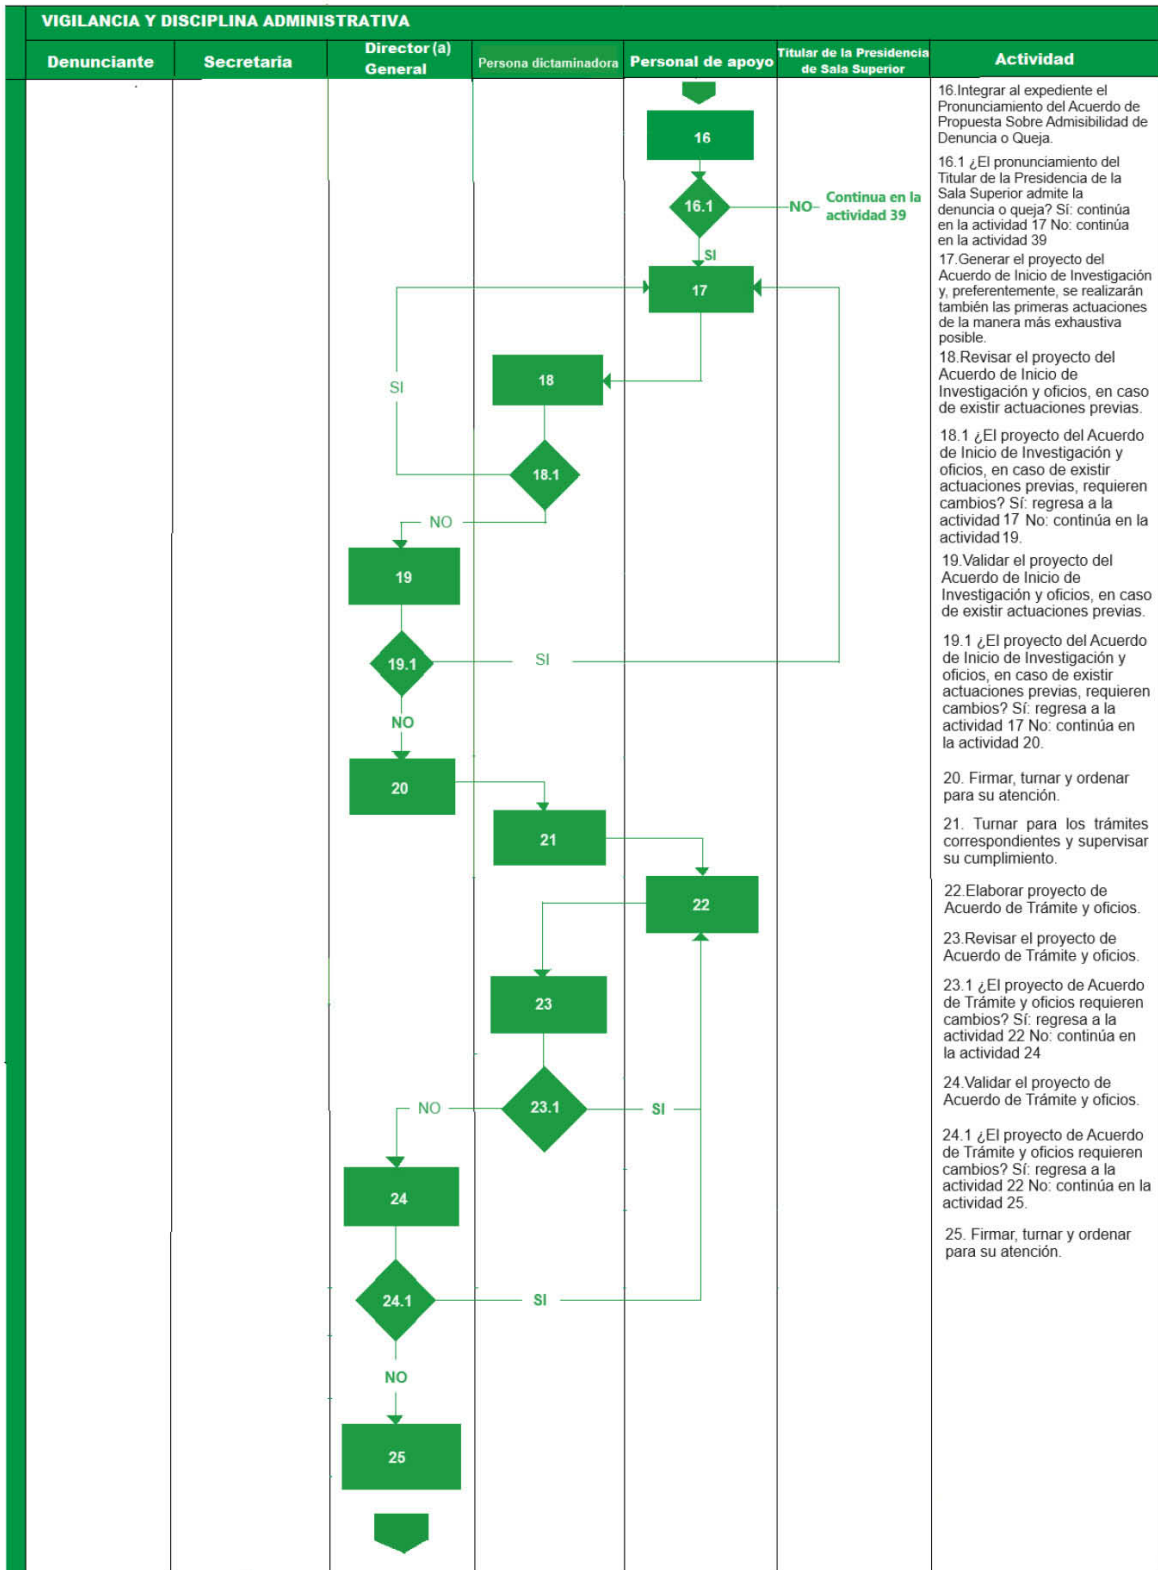 VIGILANCIA Y DISCIPLINA ADMINISTRATIVA
Denunciante
Secretaria
Director (a)
General
Persona dictaminadora
Personal de apoyo
Titular de la Presidencia
de Sala Superior
Actividad
16
16.1
NO
Continua en la
actividad 39
SI
17
SI
18
18.1
NO
19
19.1
SI
NO
20
21
22
23
23.1
NO
SI
24
24.1
SI
NO
25
16.Integrar al expediente el
Pronunciamiento del Acuerdo de
Propuesta Sobre Admisibilidad de
Denuncia o Queja.
16.1 ¿El pronunciamiento del
Titular de la Presidencia de la
Sala Superior admite la
denuncia o queja? Sí: continúa
en la actividad 17 No: continúa
en la actividad 39
17.Generar el proyecto del
Acuerdo de Inicio de Investigación
y, preferentemente, se realizarán
también las primeras actuaciones
de la manera más exhaustiva
posible.
18.Revisar el proyecto del
Acuerdo de Inicio de
Investigación y oficios, en caso
de existir actuaciones previas.
18.1 ¿El proyecto del Acuerdo
de Inicio de Investigación y
oficios, en caso de existir
actuaciones previas, requieren
cambios? Sí: regresa a la
actividad 17 No: continúa en la
actividad 19.
19.Validar el proyecto del
Acuerdo de Inicio de
Investigación y oficios, en caso
de existir actuaciones previas.
19.1 ¿El proyecto del Acuerdo
de Inicio de Investigación y
oficios, en caso de existir
actuaciones previas, requieren
cambios? Sí: regresa a la
actividad 17 No: continúa en
la actividad 20.
20. Firmar, turnar y ordenar
para su atención.
21. Turnar para los trámites
correspondientes y supervisar
su cumplimiento.
22.Elaborar proyecto de
Acuerdo de Trámite y oficios.
23.Revisar el proyecto de
Acuerdo de Trámite y oficios.
23.1 ¿El proyecto de Acuerdo
de Trámite y oficios requieren
cambios? Sí: regresa a la
actividad 22 No: continúa en
la actividad 24
24.Validar el proyecto de
Acuerdo de Trámite y oficios.
24.1 ¿El proyecto de Acuerdo
de Trámite y oficios requieren
cambios? Sí: regresa a la
actividad 22 No: continúa en la
actividad 25.
25. Firmar, turnar y ordenar
para su atención.